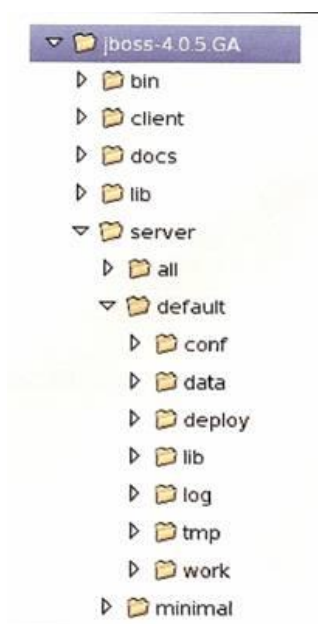 jboss-4.0.5.GA
bin
client
docs
lib
server
all
default
conf
data
deploy
lib
log
tmp
work
minimal